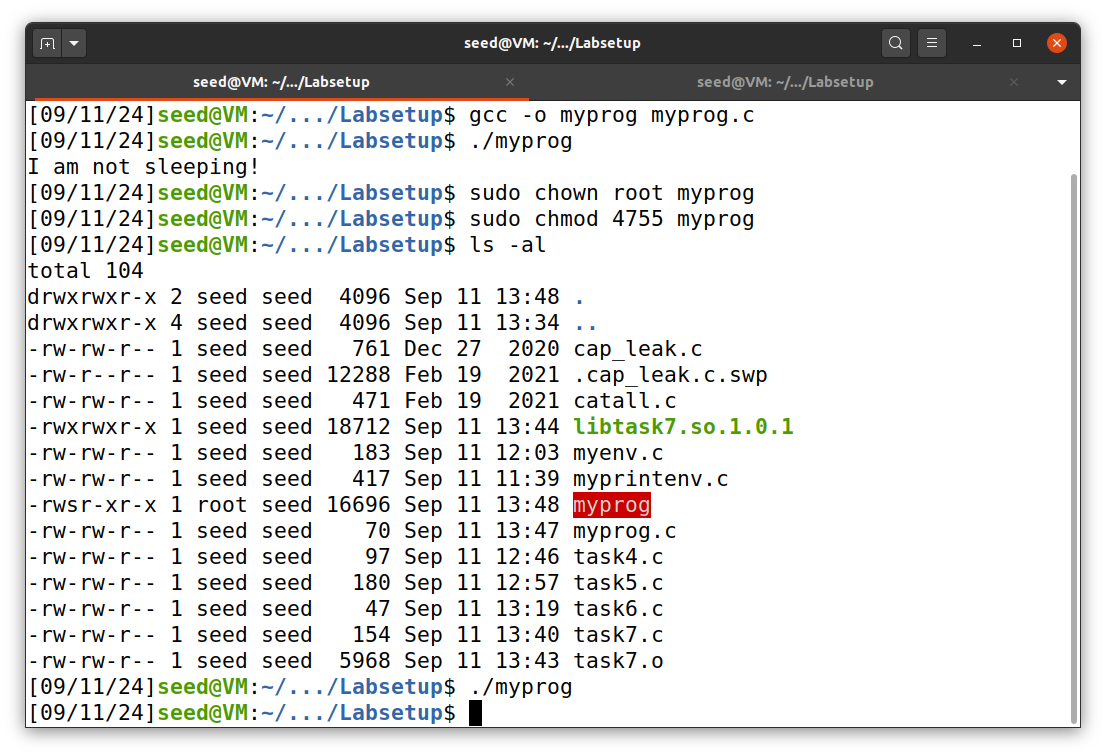 seed@VM: ~/.../Labsetup
seed@VM: ~/.../Labsetup × seed@VM: ~/.../Labsetup ×
[09/11/24]seed@VM:~/.../Labsetup$ gcc -o myprog myprog.c
[09/11/24]seed@VM:~/.../Labsetup$ ./myprog
I am not sleeping!
[09/11/24]seed@VM:~/.../Labsetup$ sudo chown root myprog
[09/11/24]seed@VM:~/.../Labsetup$ sudo chmod 4755 myprog
[09/11/24]seed@VM:~/.../Labsetup$ ls -al
total 104
drwxrwxr-x 2 seed seed  4096 Sep 11 13:48 .
drwxrwxr-x 4 seed seed  4096 Sep 11 13:34 ..
-rw-rw-r-- 1 seed seed   761 Dec 27  2020 cap_leak.c
-rw-r--r-- 1 seed seed 12288 Feb 19  2021 .cap_leak.c.swp
-rw-rw-r-- 1 seed seed   471 Feb 19  2021 catall.c
-rwxrwxr-x 1 seed seed 18712 Sep 11 13:44 libtask7.so.1.0.1
-rw-rw-r-- 1 seed seed   183 Sep 11 12:03 myenv.c
-rw-rw-r-- 1 seed seed   417 Sep 11 11:39 myprintenv.c
-rwsr-xr-x 1 root seed 16696 Sep 11 13:48 myprog
-rw-rw-r-- 1 seed seed    70 Sep 11 13:47 myprog.c
-rw-rw-r-- 1 seed seed    97 Sep 11 12:46 task4.c
-rw-rw-r-- 1 seed seed   180 Sep 11 12:57 task5.c
-rw-rw-r-- 1 seed seed    47 Sep 11 13:19 task6.c
-rw-rw-r-- 1 seed seed   154 Sep 11 13:40 task7.c
-rw-rw-r-- 1 seed seed  5968 Sep 11 13:43 task7.o
[09/11/24]seed@VM:~/.../Labsetup$ ./myprog
[09/11/24]seed@VM:~/.../Labsetup$